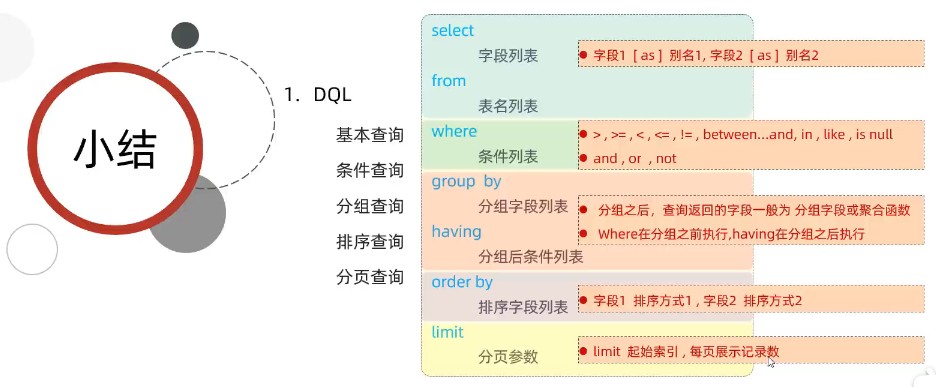 小结
1. DQL
基本查询
条件查询
分组查询
排序查询
分页查询
select
字段列表
字段1 [ as ] 别名1, 字段2 [ as ] 别名2
from
表名列表
where
条件列表
> , >= , < , <= , != , between...and, in , like , is null
and , or , not
group by
分组字段列表
分组之后，查询返回的字段一般为 分组字段或聚合函数
having
Where在分组之前执行,having在分组之后执行
分组后条件列表
order by
排序字段列表
字段1 排序方式1 , 字段2 排序方式2
limit
分页参数
limit 起始索引 , 每页展示记录数